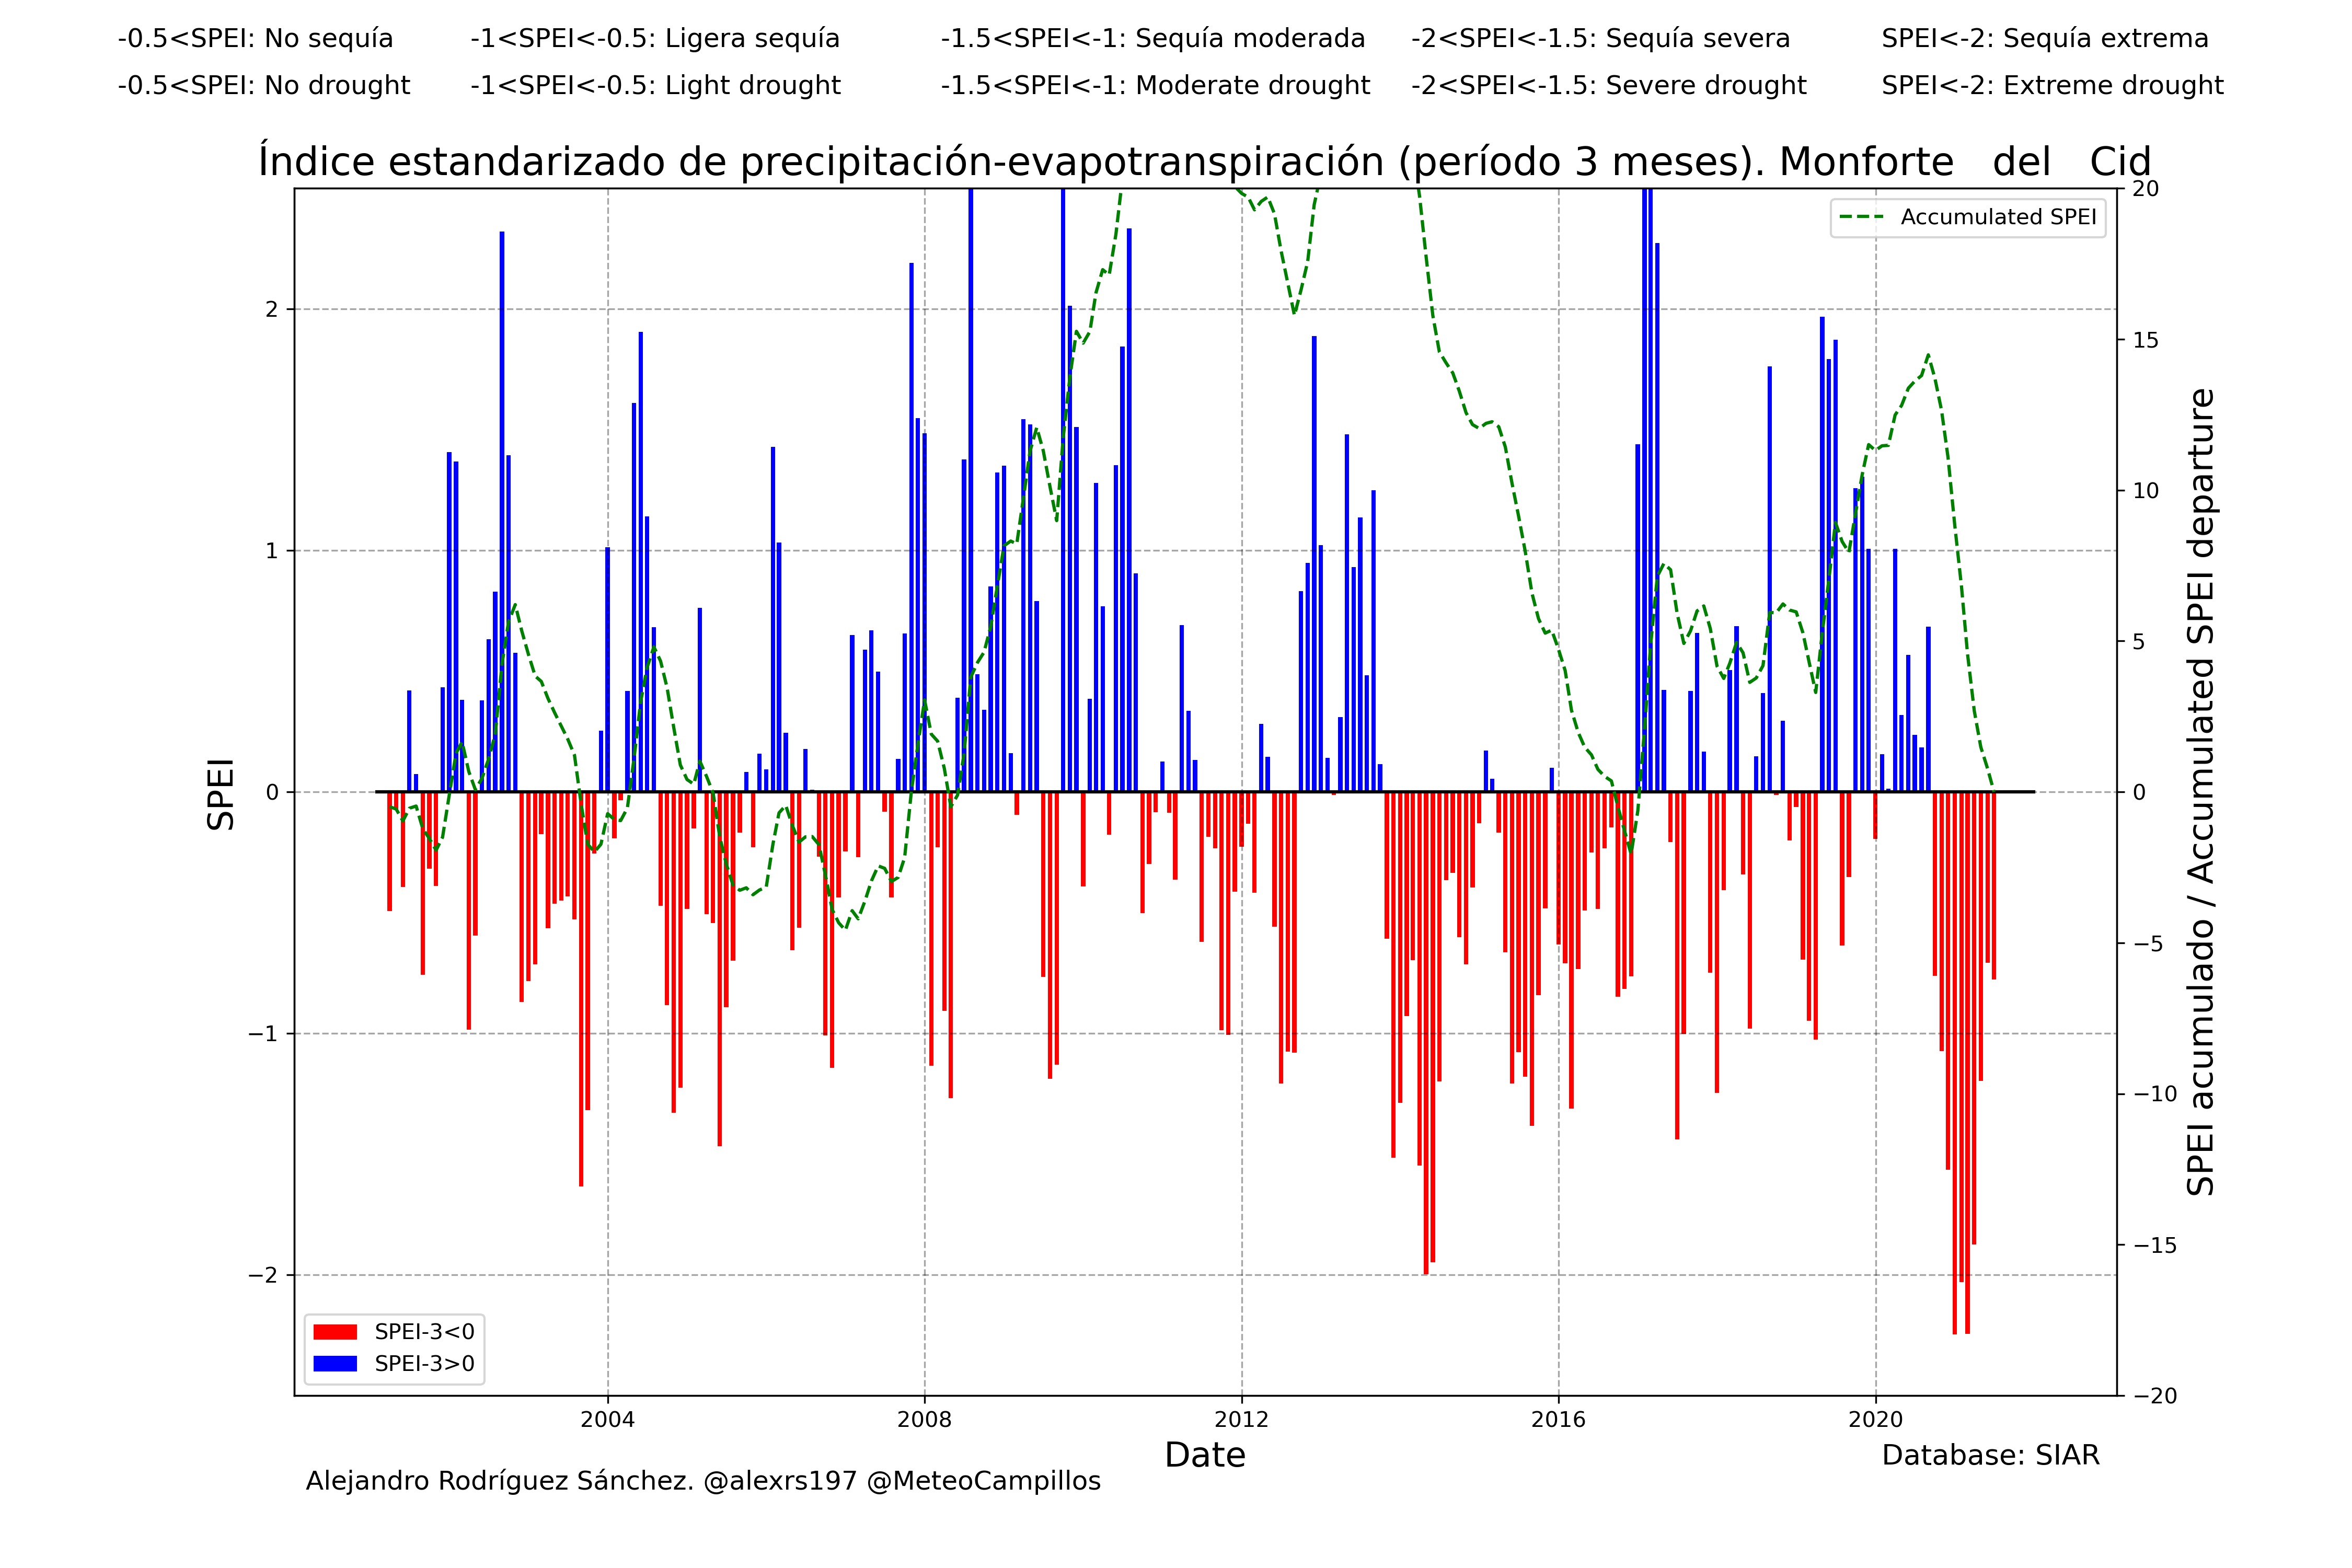 -0.5<SPEI: No sequía -1<SPEI<-0.5: Ligera sequía -1.5<SPEI<-1: Sequía moderada -2<SPEI<-1.5: Sequía severa SPEI<-2: Sequía extrema
-0.5<SPEI: No drought -1<SPEI<-0.5: Light drought -1.5<SPEI<-1: Moderate drought -2<SPEI<-1.5: Severe drought SPEI<-2: Extreme drought
Índice estandarizado de precipitación-evapotranspiración (período 3 meses). Monforte del Cid
Accumulated SPEI
SPEI
2
1
0
−1
−2
20
15
10
5
0
−5
−10
−15
−20
SPEI acumulado / Accumulated SPEI departure
SPEI-3<0
SPEI-3>0
2004 2008 2012 2016 2020
Date
Database: SIAR
Alejandro Rodríguez Sánchez. @alexrs197 @MeteoCampillos